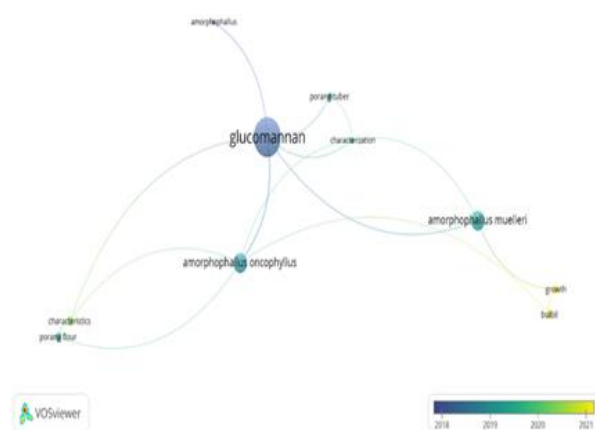 amorphophallus
porang tuber
glucomannan
characterization
amorphophallus muelleri
amorphophallus oncophyllus
growth
bulbil
characteristics
porang flour
VOSviewer
2018 2019 2020 2021